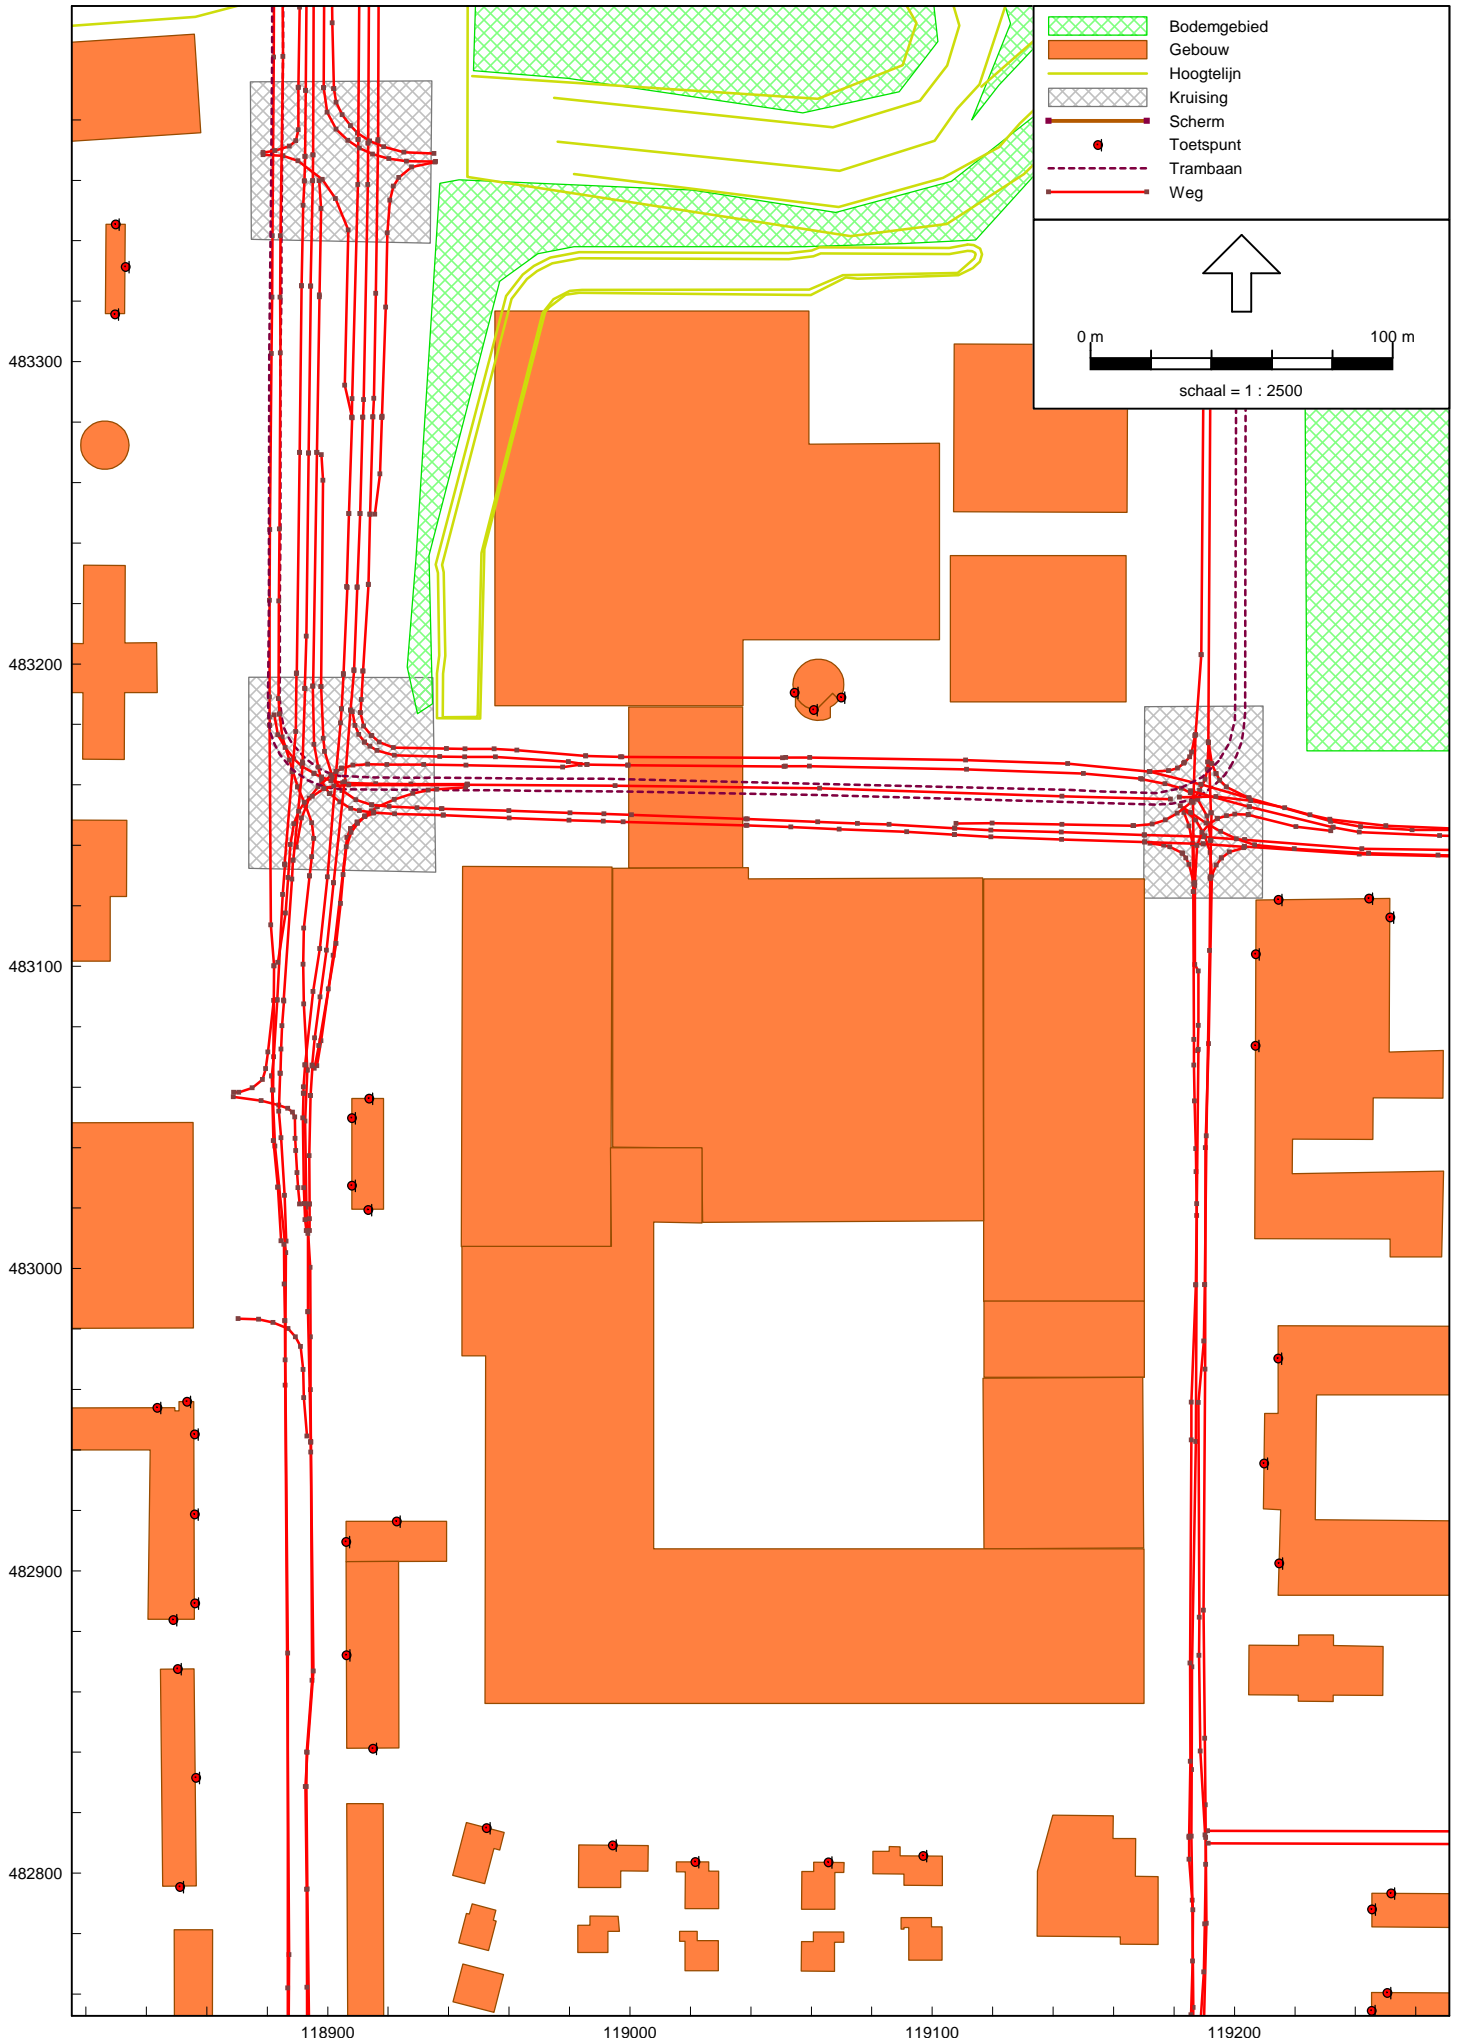 Bodemgebied
Gebouw
Hoogtelijn
Kruising
Scherm
Toetspunt
Trambaan
Weg
0 m 100 m
schaal = 1 : 2500
483300
483200
483100
483000
482900
482800
118900 119000 119100 119200